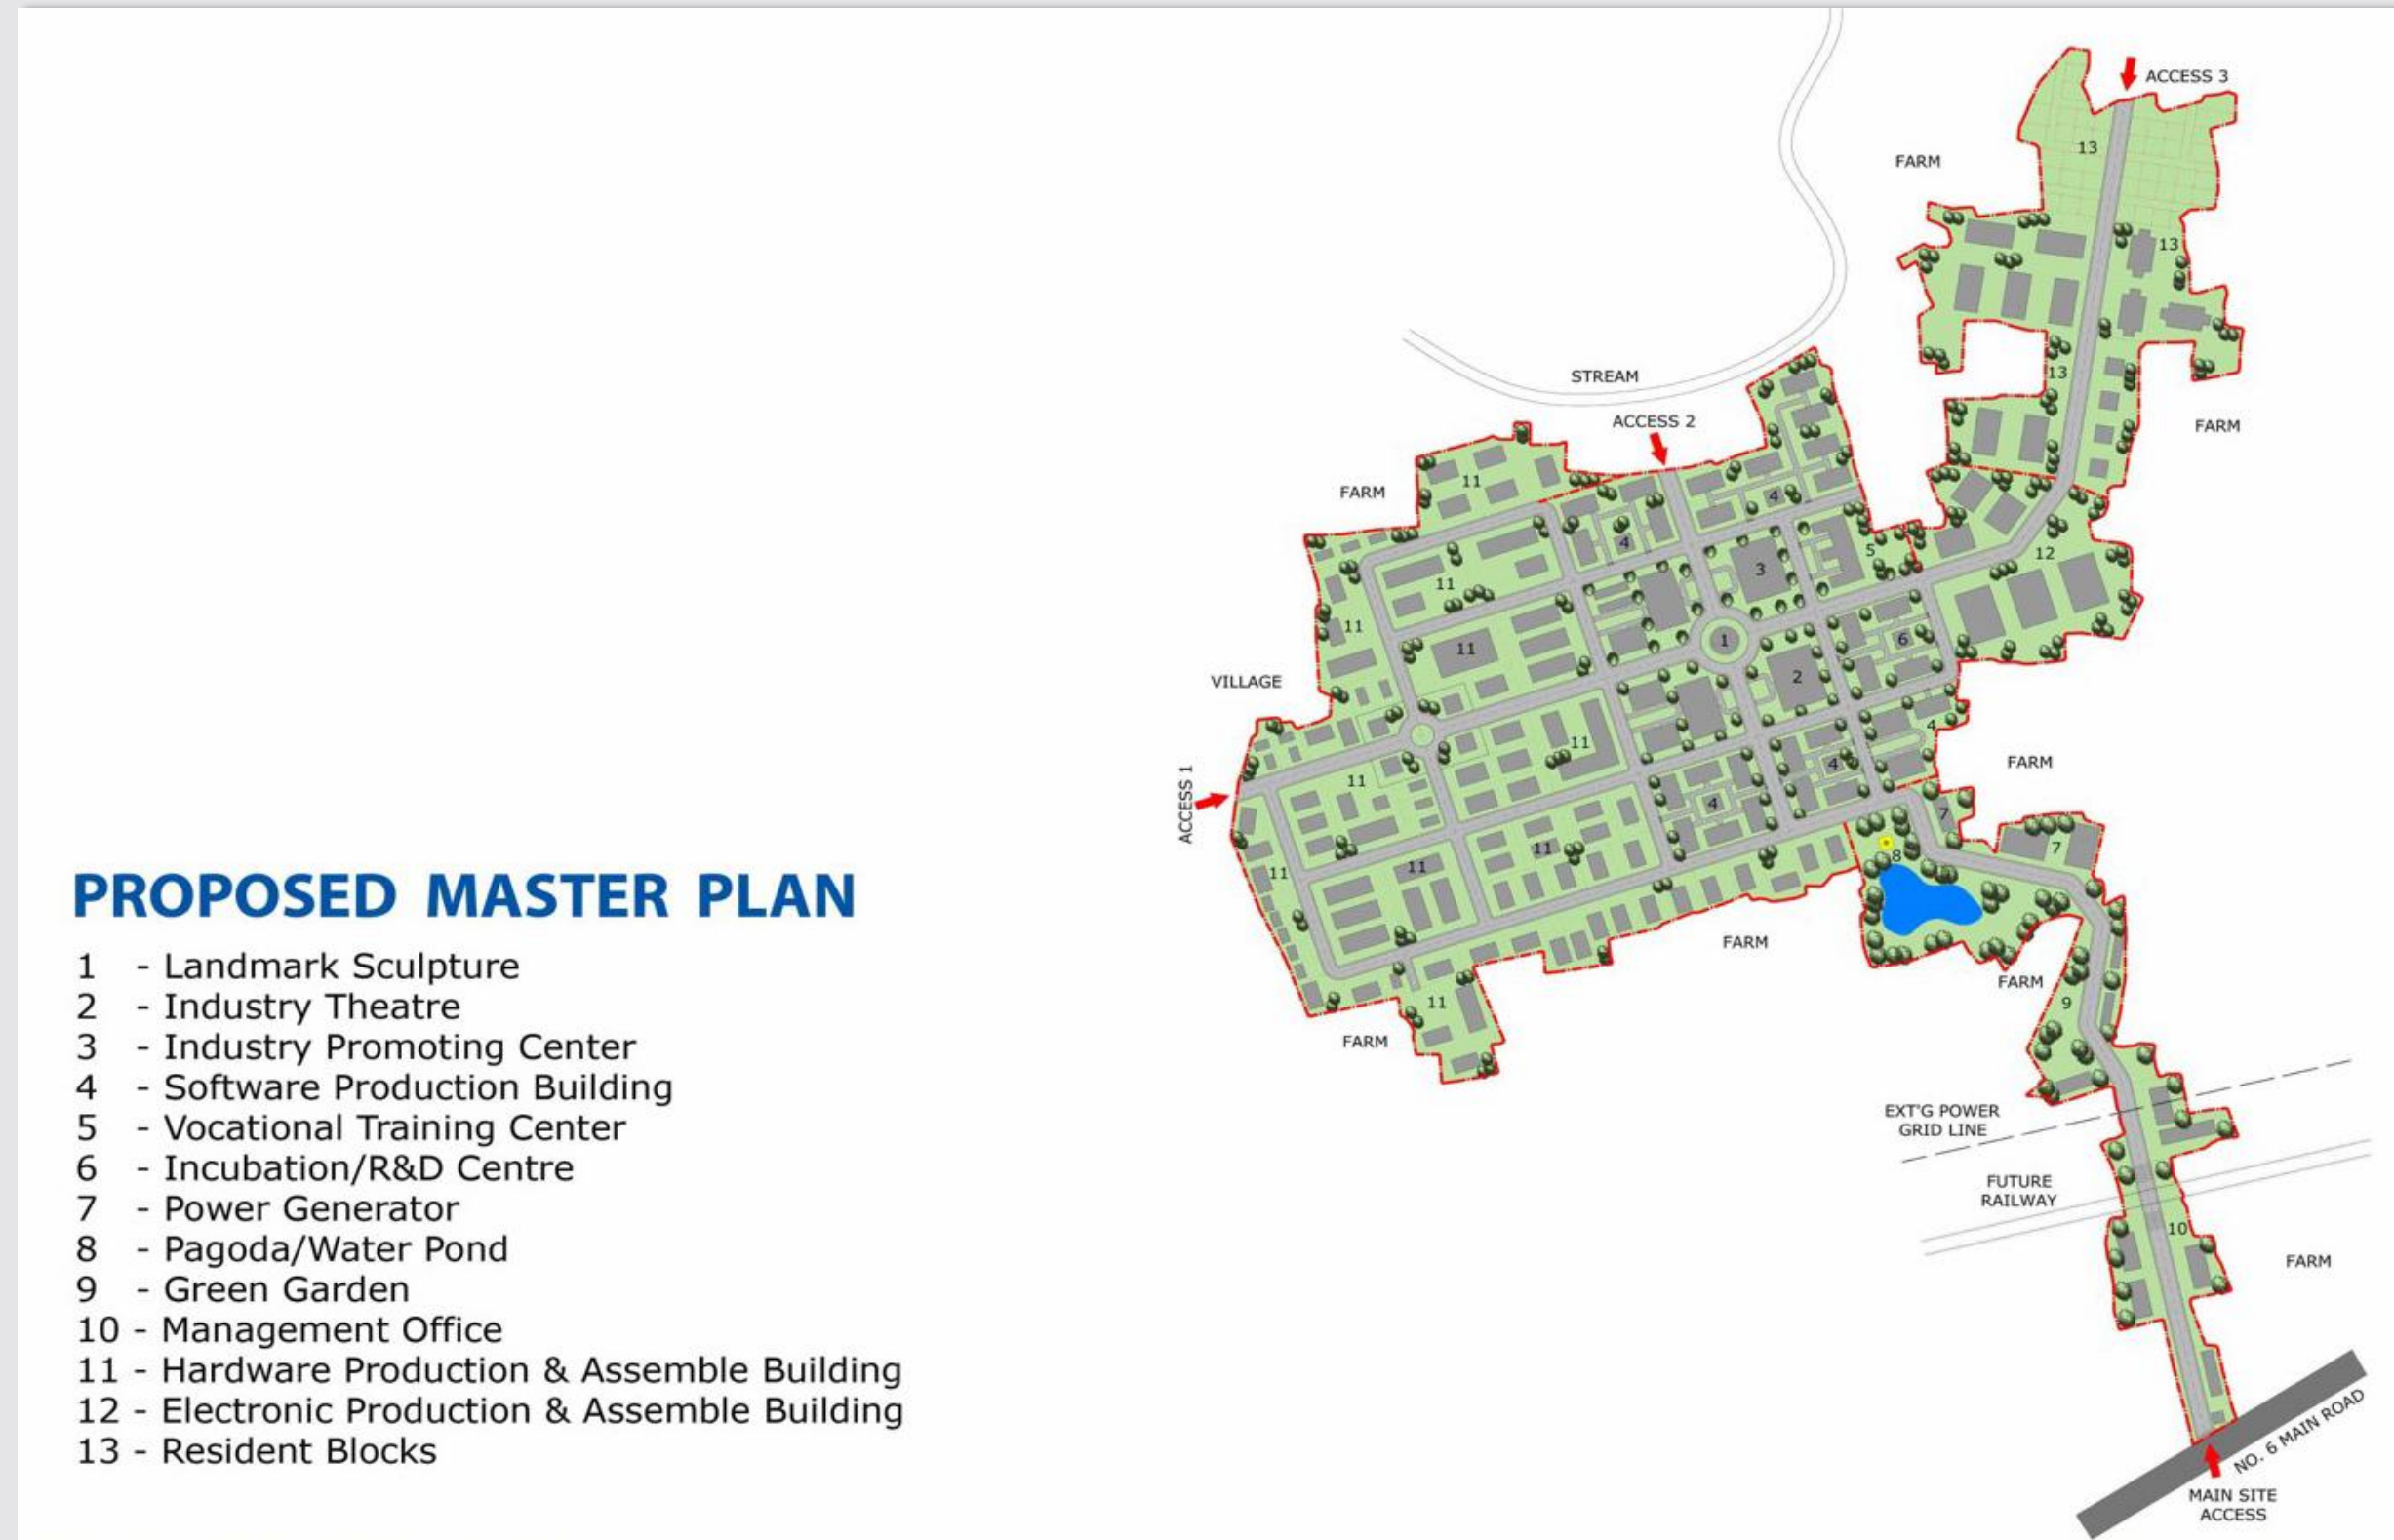 PROPOSED MASTER PLAN
1 - Landmark Sculpture
2 - Industry Theatre
3 - Industry Promoting Center
4 - Software Production Building
5 - Vocational Training Center
6 - Incubation/R&D Centre
7 - Power Generator
8 - Pagoda/Water Pond
9 - Green Garden
10 - Management Office
11 - Hardware Production & Assemble Building
12 - Electronic Production & Assemble Building
13 - Resident Blocks
ACCESS 3
13
FARM
13
13
STREAM
ACCESS 2
FARM
11
FARM
4
4
5
12
3
11
11
1
6
11
VILLAGE
2
4
11
FARM
4
11
ACCESS 1
4
7
11
7
8
11
11
FARM
FARM
9
11
FARM
EXT'G POWER
GRID LINE
FUTURE
RAILWAY
10
FARM
NO. 6 MAIN ROAD
MAIN SITE
ACCESS